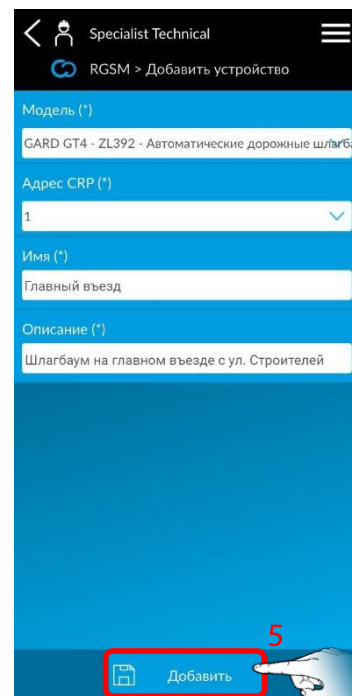 Specialist Technical
RGSM > Добавить устройство
Модель (*)
GARD GT4 - ZL392 - Автоматические дорожные шлагба
Адрес CRP (*)
1
Имя (*)
Главный въезд
Описание (*)
Шлагбаум на главном въезде с ул. Строителей
5
Добавить